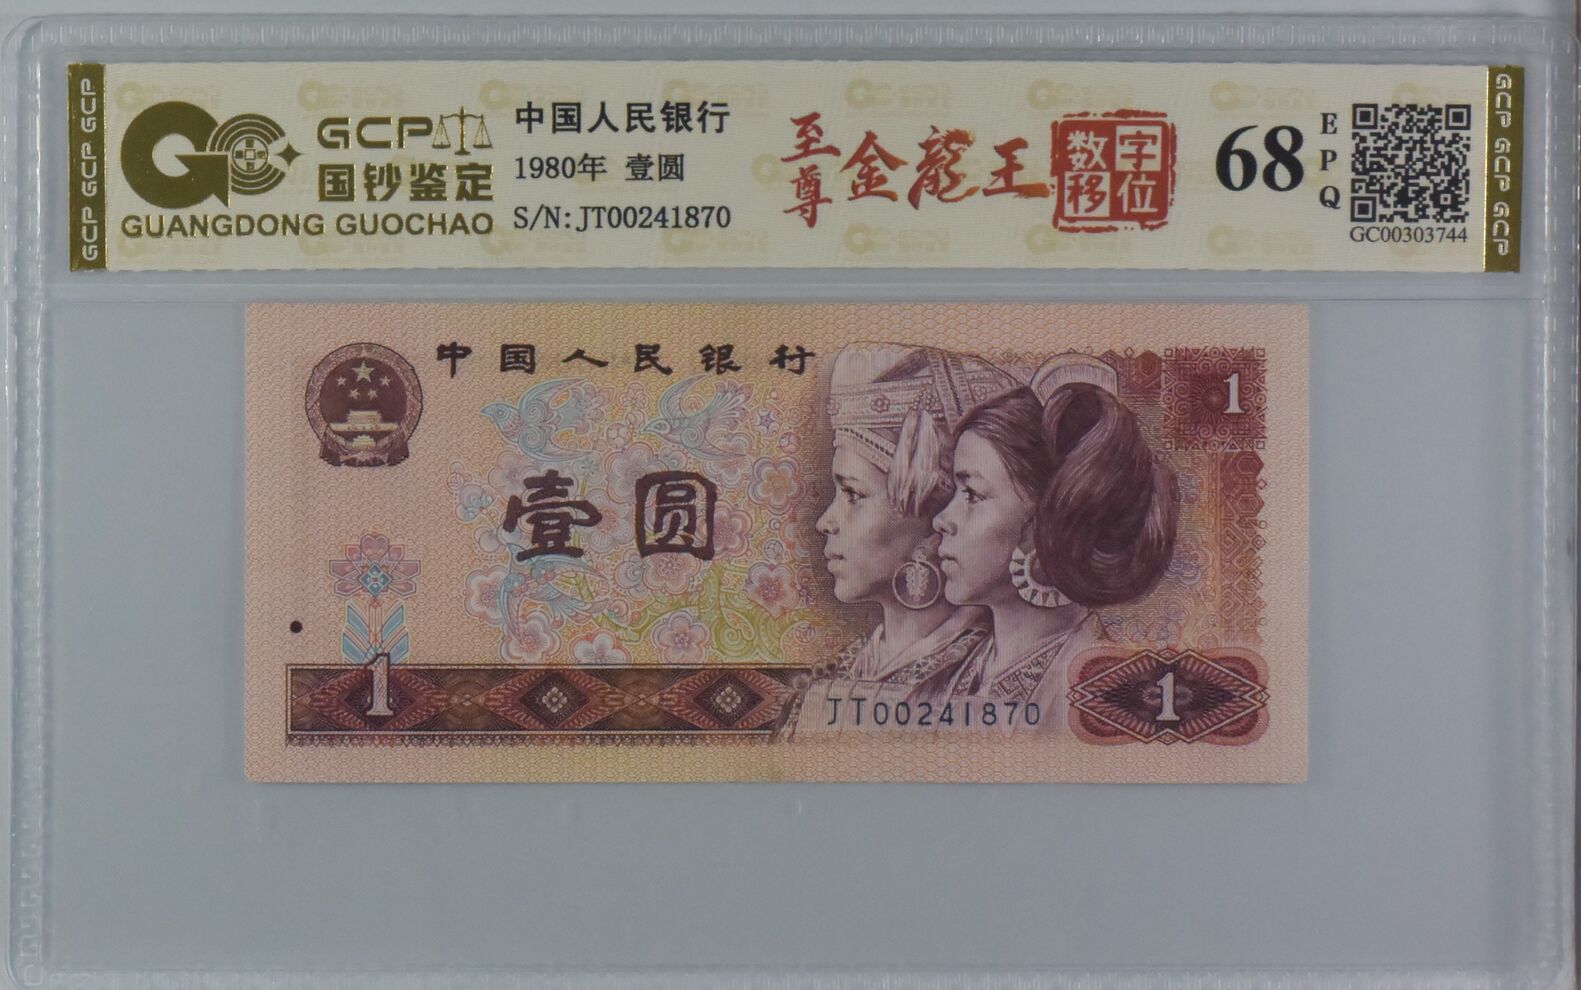 GCP GCP GCP
GCP
国钞鉴定
GUANGDONG GUOCHAO
中国人民银行
1980年 壹圆
S/N: JT00241870
至尊
金龍王
数字移位
68
EPQ
GC00303744
GCP GCP GCP
中国人民银行
1
壹圆
1
JT00241870
1